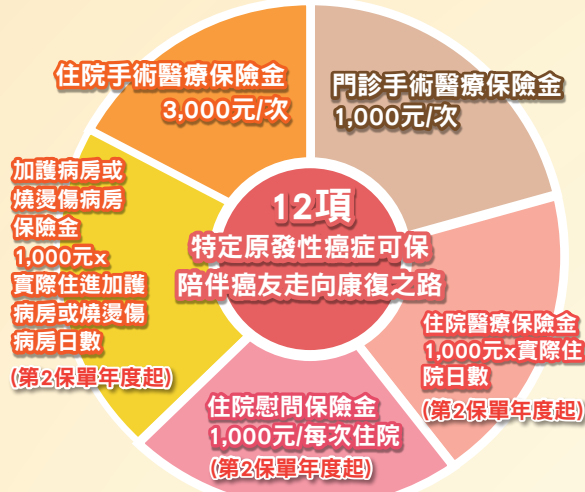 住院手術醫療保險金
3,000元/次
門診手術醫療保險金
1,000元/次
加護病房或
燒燙傷病房
保險金
1,000元x
實際住進加護
病房或燒燙傷
病房日數
(第2保單年度起)
12項
特定原發性癌症可保
陪伴癌友走向康復之路
住院醫療保險金
1,000元x實際住
院日數
(第2保單年度起)
住院慰問保險金
1,000元/每次住院
(第2保單年度起)